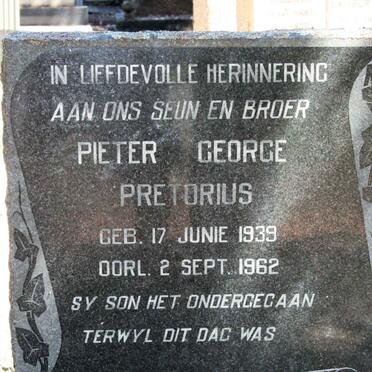 IN LIEFDEVOLLE HERINNERING
AAN ONS SEUN EN BROER
PIETER GEORGE
PRETORIUS
GEB. 17 JUNIE 1939
OORL. 2 SEPT. 1962
SY SON HET ONDERGEGAAN
TERWYL DIT DAG WAS